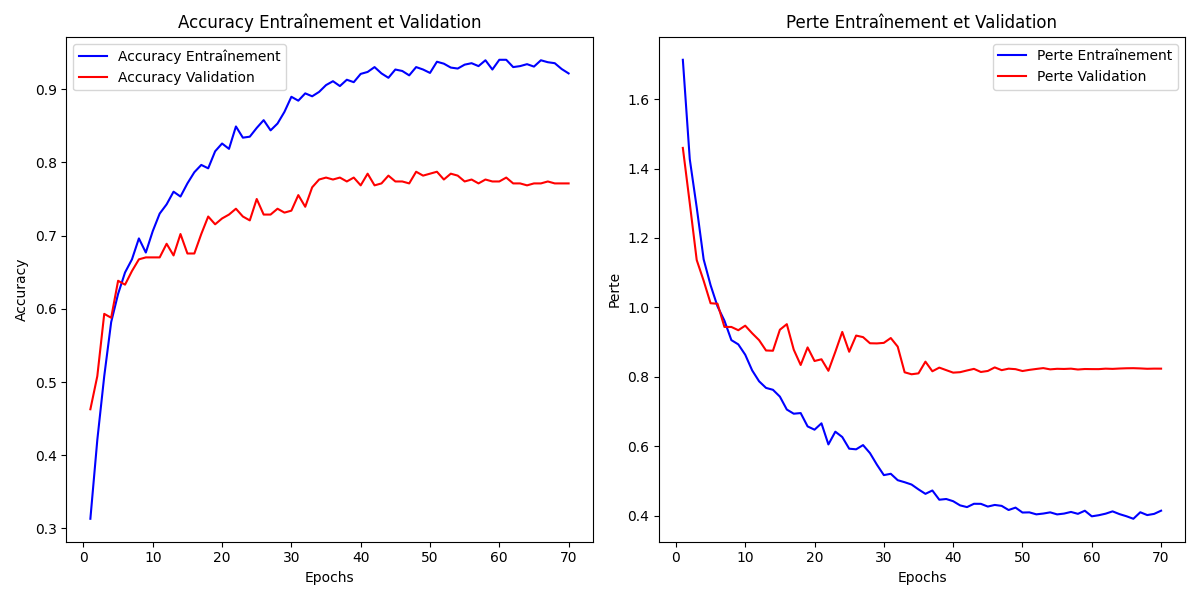 Accuracy Entraînement et Validation
Accuracy Entraînement
Accuracy Validation
Accuracy
0.9
0.8
0.7
0.6
0.5
0.4
0.3
0 10 20 30 40 50 60 70
Epochs
Perte Entraînement et Validation
Perte Entraînement
Perte Validation
Perte
1.6
1.4
1.2
1.0
0.8
0.6
0.4
0 10 20 30 40 50 60 70
Epochs